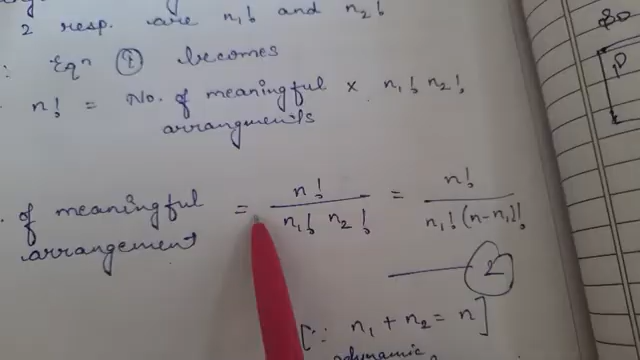 2 resp. are n₁! and n₂!
∴ Eqⁿ ① becomes
n! = No. of meaningful arrangments × n₁! n₂!
. of meaningful arrangement = n! / n₁! n₂! = n! / n₁! (n-n₁)!
②
[∵ n₁ + n₂ = n]